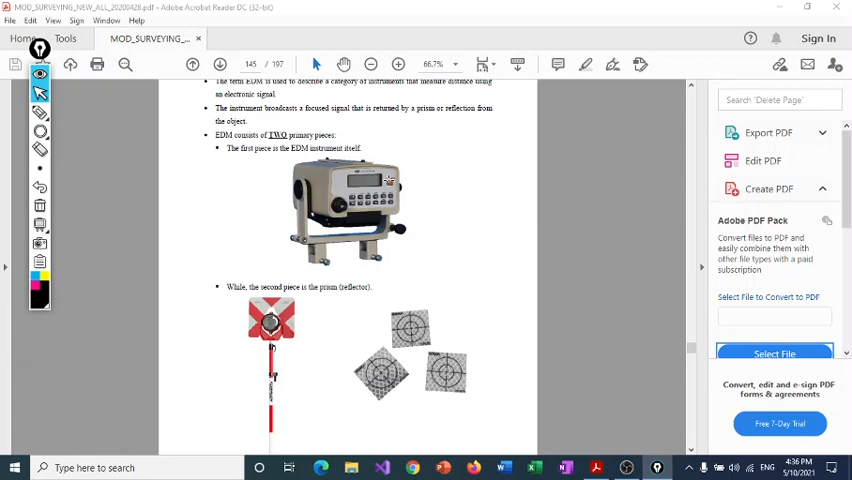 MOD_SURVEYING_NEW_ALL_20200428.pdf - Adobe Acrobat Reader DC (32-bit)
File Edit View Sign Window Help
Home Tools MOD_SURVEYING_... × Sign In
145 / 197 66.7%
The term EDM is used to describe a category of instruments that measure distance using
an electronic signal.
The instrument broadcasts a focused signal that is returned by a prism or reflection from
the object.
EDM consists of TWO primary pieces;
The first piece is the EDM instrument itself.
While, the second piece is the prism (reflector).
Search 'Delete Page'
Export PDF
Edit PDF
Create PDF
Adobe PDF Pack
Convert files to PDF and
easily combine them with
other file types with a paid
subscription
Select File to Convert to PDF
Select File
Convert, edit and e-sign PDF
forms & agreements
Free 7-Day Trial
Type here to search
ENG
4:36 PM
5/10/2021